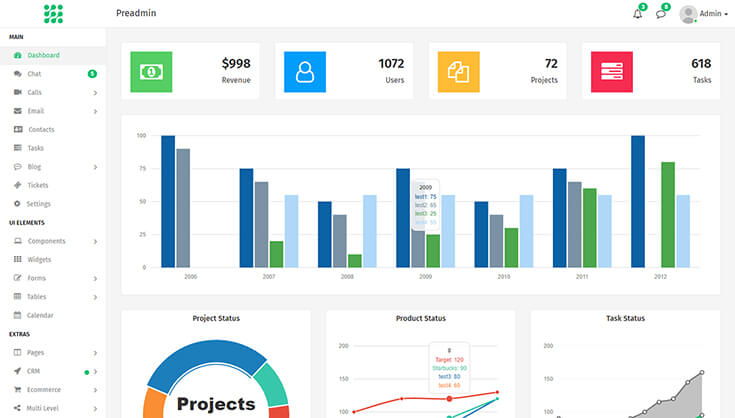 Preadmin
3
8
Admin
MAIN
Dashboard
Chat
5
Calls
Email
Contacts
Tasks
Blog
Tickets
Settings
UI ELEMENTS
Components
Widgets
Forms
Tables
Calendar
EXTRAS
Pages
CRM
Ecommerce
Multi Level
$998
Revenue
1072
Users
72
Projects
618
Tasks
100
75
50
25
0
2009
test1: 75
test2: 65
test3: 25
test4: 55
2006
2007
2008
2009
2010
2011
2012
Project Status
Projects
Product Status
200
150
100
8
Target: 120
Starbucks: 90
test3: 80
test4: 60
Task Status
200
150
100